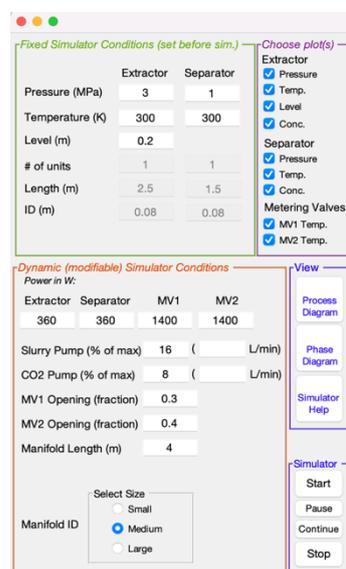 Fixed Simulator Conditions (set before sim.)
Extractor Separator
Pressure (MPa) 3 1
Temperature (K) 300 300
Level (m) 0.2
# of units 1 1
Length (m) 2.5 1.5
ID (m) 0.08 0.08
Choose plot(s)
Extractor
Pressure
Temp.
Level
Conc.
Separator
Pressure
Temp.
Conc.
Metering Valves
MV1 Temp.
MV2 Temp.
Dynamic (modifiable) Simulator Conditions
Power in W:
Extractor Separator MV1 MV2
360 360 1400 1400
Slurry Pump (% of max) 16 ( L/min)
CO2 Pump (% of max) 8 ( L/min)
MV1 Opening (fraction) 0.3
MV2 Opening (fraction) 0.4
Manifold Length (m) 4
Manifold ID
Select Size
Small
Medium
Large
View
Process
Diagram
Phase
Diagram
Simulator
Help
Simulator
Start
Pause
Continue
Stop